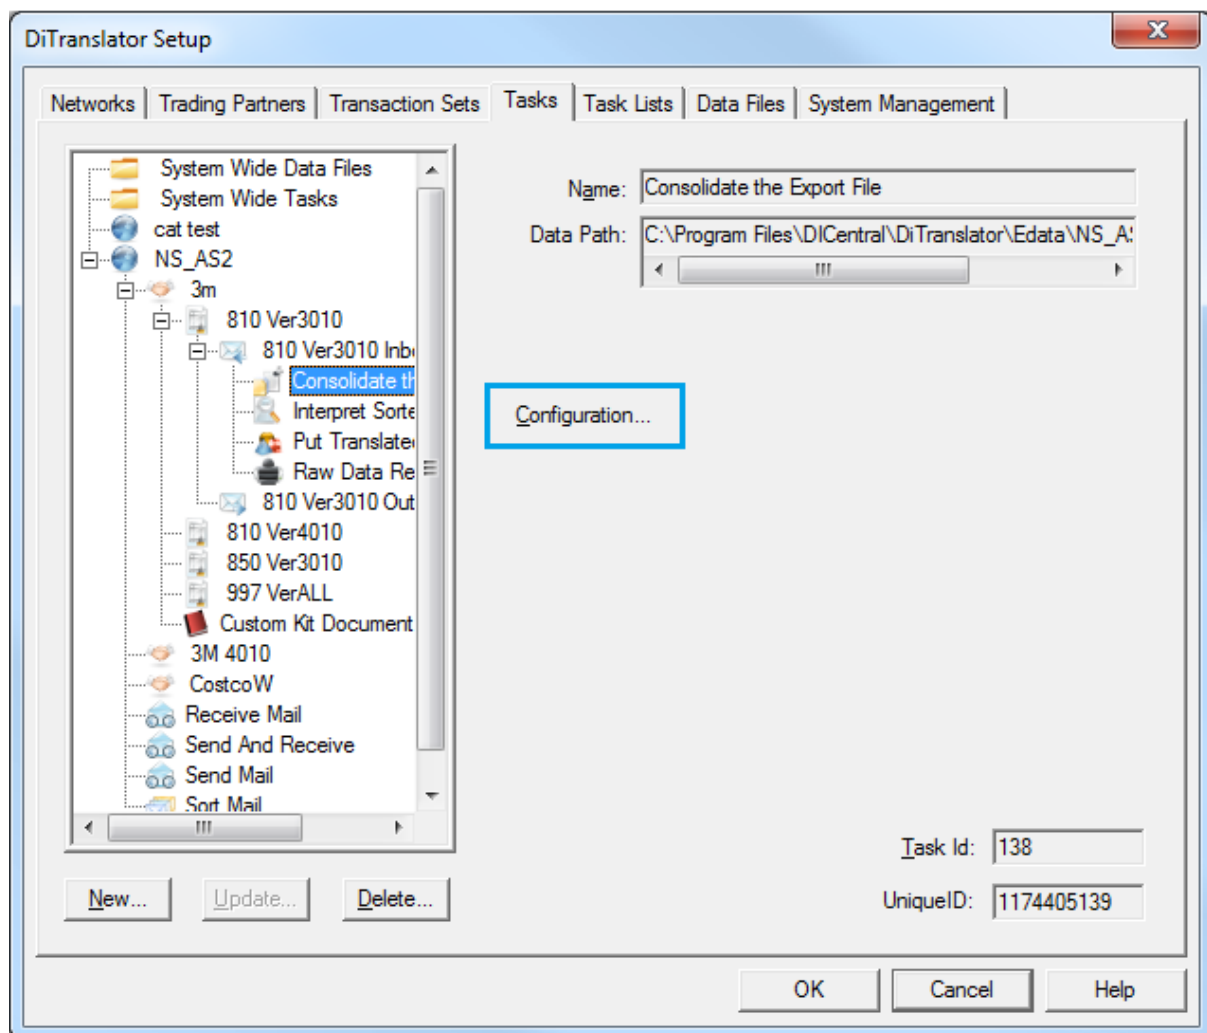 DiTranslator Setup
Networks Trading Partners Transaction Sets Tasks Task Lists Data Files System Management
System Wide Data Files
System Wide Tasks
cat test
NS_AS2
3m
810 Ver3010
810 Ver3010 Inb
Consolidate th
Interpret Sorte
Put Translate
Raw Data Re
810 Ver3010 Out
810 Ver4010
850 Ver3010
997 VerALL
Custom Kit Document
3M 4010
CostcoW
Receive Mail
Send And Receive
Send Mail
Sort Mail
New... Update... Delete...
Name: Consolidate the Export File
Data Path: C:\Program Files\DICentral\DiTranslator\Edata\NS_A
Configuration...
Task Id: 138
UniqueID: 1174405139
OK Cancel Help